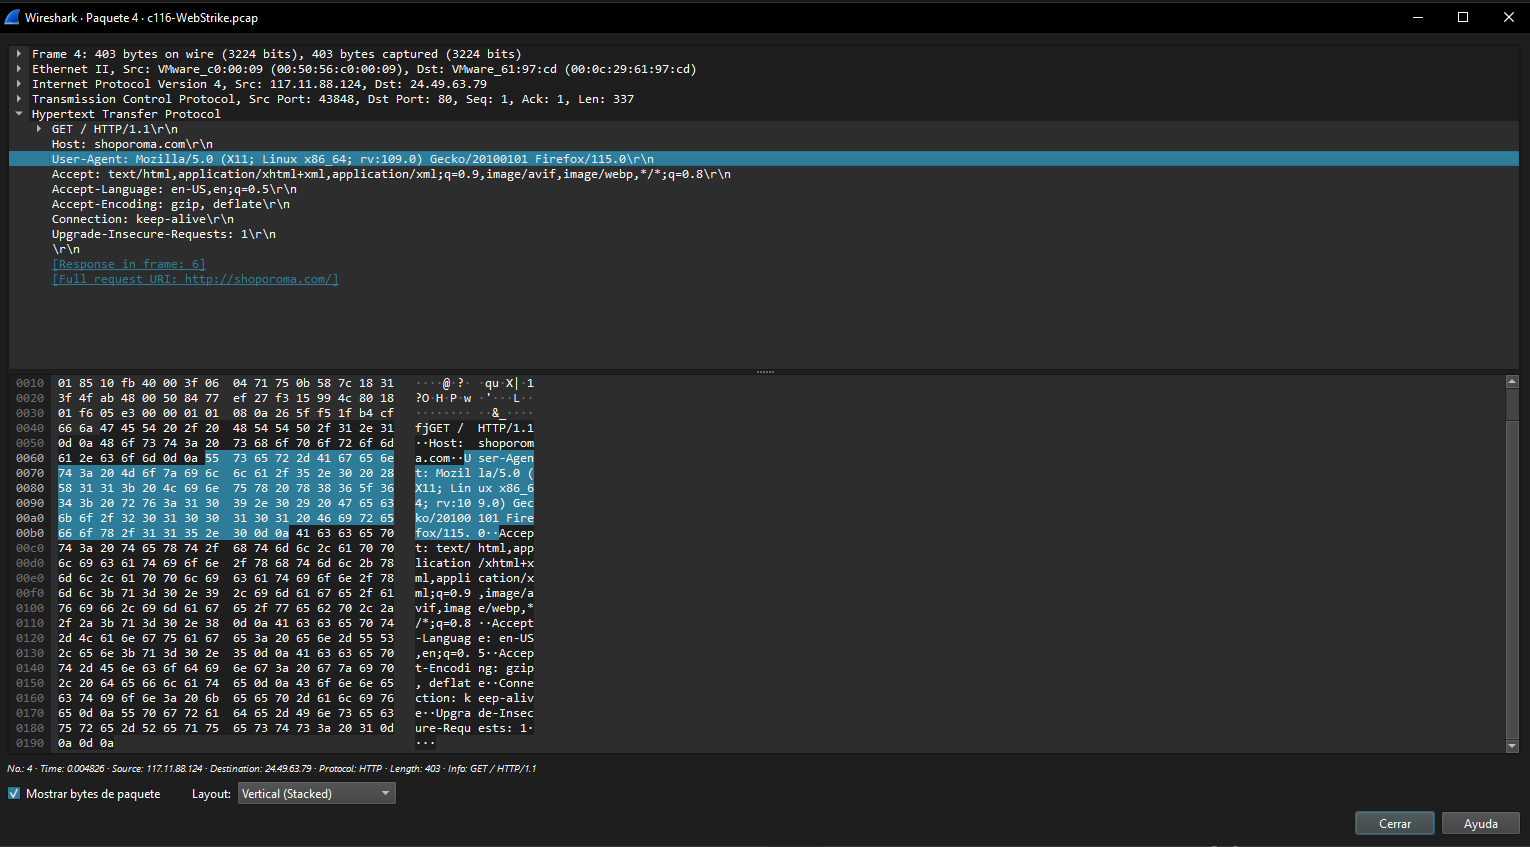 Wireshark · Paquete 4 · c116-WebStrike.pcap
Frame 4: 403 bytes on wire (3224 bits), 403 bytes captured (3224 bits)
Ethernet II, Src: VMware_c0:00:09 (00:50:56:c0:00:09), Dst: VMware_61:97:cd (00:0c:29:61:97:cd)
Internet Protocol Version 4, Src: 117.11.88.124, Dst: 24.49.63.79
Transmission Control Protocol, Src Port: 43848, Dst Port: 80, Seq: 1, Ack: 1, Len: 337
Hypertext Transfer Protocol
GET / HTTP/1.1\r\n
Host: shoporoma.com\r\n
User-Agent: Mozilla/5.0 (X11; Linux x86_64; rv:109.0) Gecko/20100101 Firefox/115.0\r\n
Accept: text/html,application/xhtml+xml,application/xml;q=0.9,image/avif,image/webp,*/*;q=0.8\r\n
Accept-Language: en-US,en;q=0.5\r\n
Accept-Encoding: gzip, deflate\r\n
Connection: keep-alive\r\n
Upgrade-Insecure-Requests: 1\r\n
\r\n
[Response in frame: 6]
[Full request URI: http://shoporoma.com/]
0010 01 85 10 fb 40 00 3f 06 04 71 75 0b 58 7c 18 31 ····@·?· ·qu·X|·1
0020 3f 4f ab 48 00 50 84 77 ef 27 f3 15 99 4c 80 18 ?O·H·P·w ·'···L··
0030 01 f6 05 e3 00 00 01 01 08 0a 26 5f f5 1f b4 cf ········ ··&_····
0040 66 6a 47 45 54 20 2f 20 48 54 54 50 2f 31 2e 31 fjGET / HTTP/1.1
0050 0d 0a 48 6f 73 74 3a 20 73 68 6f 70 6f 72 6f 6d ··Host: shoporom
0060 61 2e 63 6f 6d 0d 0a 55 73 65 72 2d 41 67 65 6e a.com··U ser-Agen
0070 74 3a 20 4d 6f 7a 69 6c 6c 61 2f 35 2e 30 20 28 t: Mozil la/5.0 (
0080 58 31 31 3b 20 4c 69 6e 75 78 20 78 38 36 5f 36 X11; Lin ux x86_6
0090 34 3b 20 72 76 3a 31 30 39 2e 30 29 20 47 65 63 4; rv:10 9.0) Gec
00a0 6b 6f 2f 32 30 31 30 30 31 30 31 20 46 69 72 65 ko/20100 101 Fire
00b0 66 6f 78 2f 31 31 35 2e 30 0d 0a 41 63 63 65 70 fox/115. 0··Accep
00c0 74 3a 20 74 65 78 74 2f 68 74 6d 6c 2c 61 70 70 t: text/ html,app
00d0 6c 69 63 61 74 69 6f 6e 2f 78 68 74 6d 6c 2b 78 lication /xhtml+x
00e0 6d 6c 2c 61 70 70 6c 69 63 61 74 69 6f 6e 2f 78 ml,appli cation/x
00f0 6d 6c 3b 71 3d 30 2e 39 2c 69 6d 61 67 65 2f 61 ml;q=0.9 ,image/a
0100 76 69 66 2c 69 6d 61 67 65 2f 77 65 62 70 2c 2a vif,imag e/webp,*
0110 2f 2a 3b 71 3d 30 2e 38 0d 0a 41 63 63 65 70 74 /*;q=0.8 ··Accept
0120 2d 4c 61 6e 67 75 61 67 65 3a 20 65 6e 2d 55 53 -Languag e: en-US
0130 2c 65 6e 3b 71 3d 30 2e 35 0d 0a 41 63 63 65 70 ,en;q=0. 5··Accep
0140 74 2d 45 6e 63 6f 64 69 6e 67 3a 20 67 7a 69 70 t-Encodi ng: gzip
0150 2c 20 64 65 66 6c 61 74 65 0d 0a 43 6f 6e 6e 65 , deflat e··Conne
0160 63 74 69 6f 6e 3a 20 6b 65 65 70 2d 61 6c 69 76 ction: k eep-aliv
0170 65 0d 0a 55 70 67 72 61 64 65 2d 49 6e 73 65 63 e··Upgra de-Insec
0180 75 72 65 2d 52 65 71 75 65 73 74 73 3a 20 31 0d ure-Requ ests: 1·
0190 0a 0d 0a ···
No.: 4 · Time: 0.004826 · Source: 117.11.88.124 · Destination: 24.49.63.79 · Protocol: HTTP · Length: 403 · Info: GET / HTTP/1.1
Mostrar bytes de paquete Layout: Vertical (Stacked)
Cerrar Ayuda